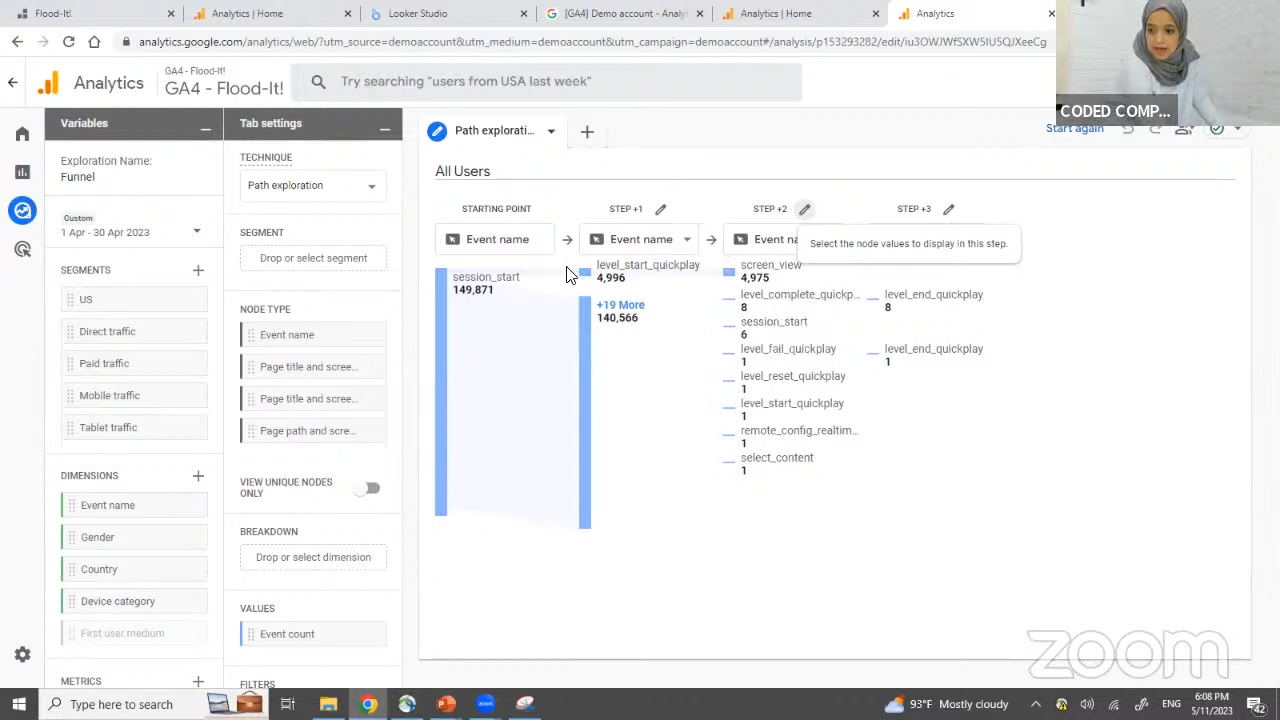 Flood-It!
Analytics | Home
Looker Studio
[GA4] Demo account - Analy
Analytics | Home
Analytics
analytics.google.com/analytics/web/?utm_source=demoaccount&utm_medium=demoaccount&utm_campaign=demoaccount#/analysis/p153293282/edit/iu3OWJWfSXW5IU5QJXeeCg
CODED COMP...
Analytics
GA4 - Flood-It!
GA4 - Flood-It!
Try searching "users from USA last week"
Variables
Tab settings
Path explorati...
Start again
Exploration Name:
Funnel
Custom
1 Apr - 30 Apr 2023
SEGMENTS
US
Direct traffic
Paid traffic
Mobile traffic
Tablet traffic
DIMENSIONS
Event name
Gender
Country
Device category
First user medium
METRICS
TECHNIQUE
Path exploration
SEGMENT
Drop or select segment
NODE TYPE
Event name
Page title and scree...
Page title and scree...
Page path and scre...
VIEW UNIQUE NODES
ONLY
BREAKDOWN
Drop or select dimension
VALUES
Event count
FILTERS
All Users
STARTING POINT
STEP +1
STEP +2
STEP +3
Event name
Event name
Event na
Select the node values to display in this step.
session_start
149,871
level_start_quickplay
4,996
+19 More
140,566
screen_view
4,975
level_complete_quickp...
8
session_start
6
level_fail_quickplay
1
level_reset_quickplay
1
level_start_quickplay
1
remote_config_realtim...
1
select_content
1
level_end_quickplay
8
level_end_quickplay
1
zoom
Type here to search
93°F Mostly cloudy
ENG
6:08 PM
5/11/2023
42